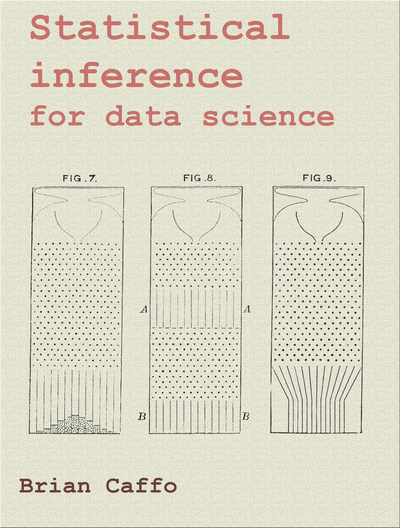 Statistical
inference
for data science
FIG.7.
FIG.8.
FIG.9.
A
A
B
B
Brian Caffo